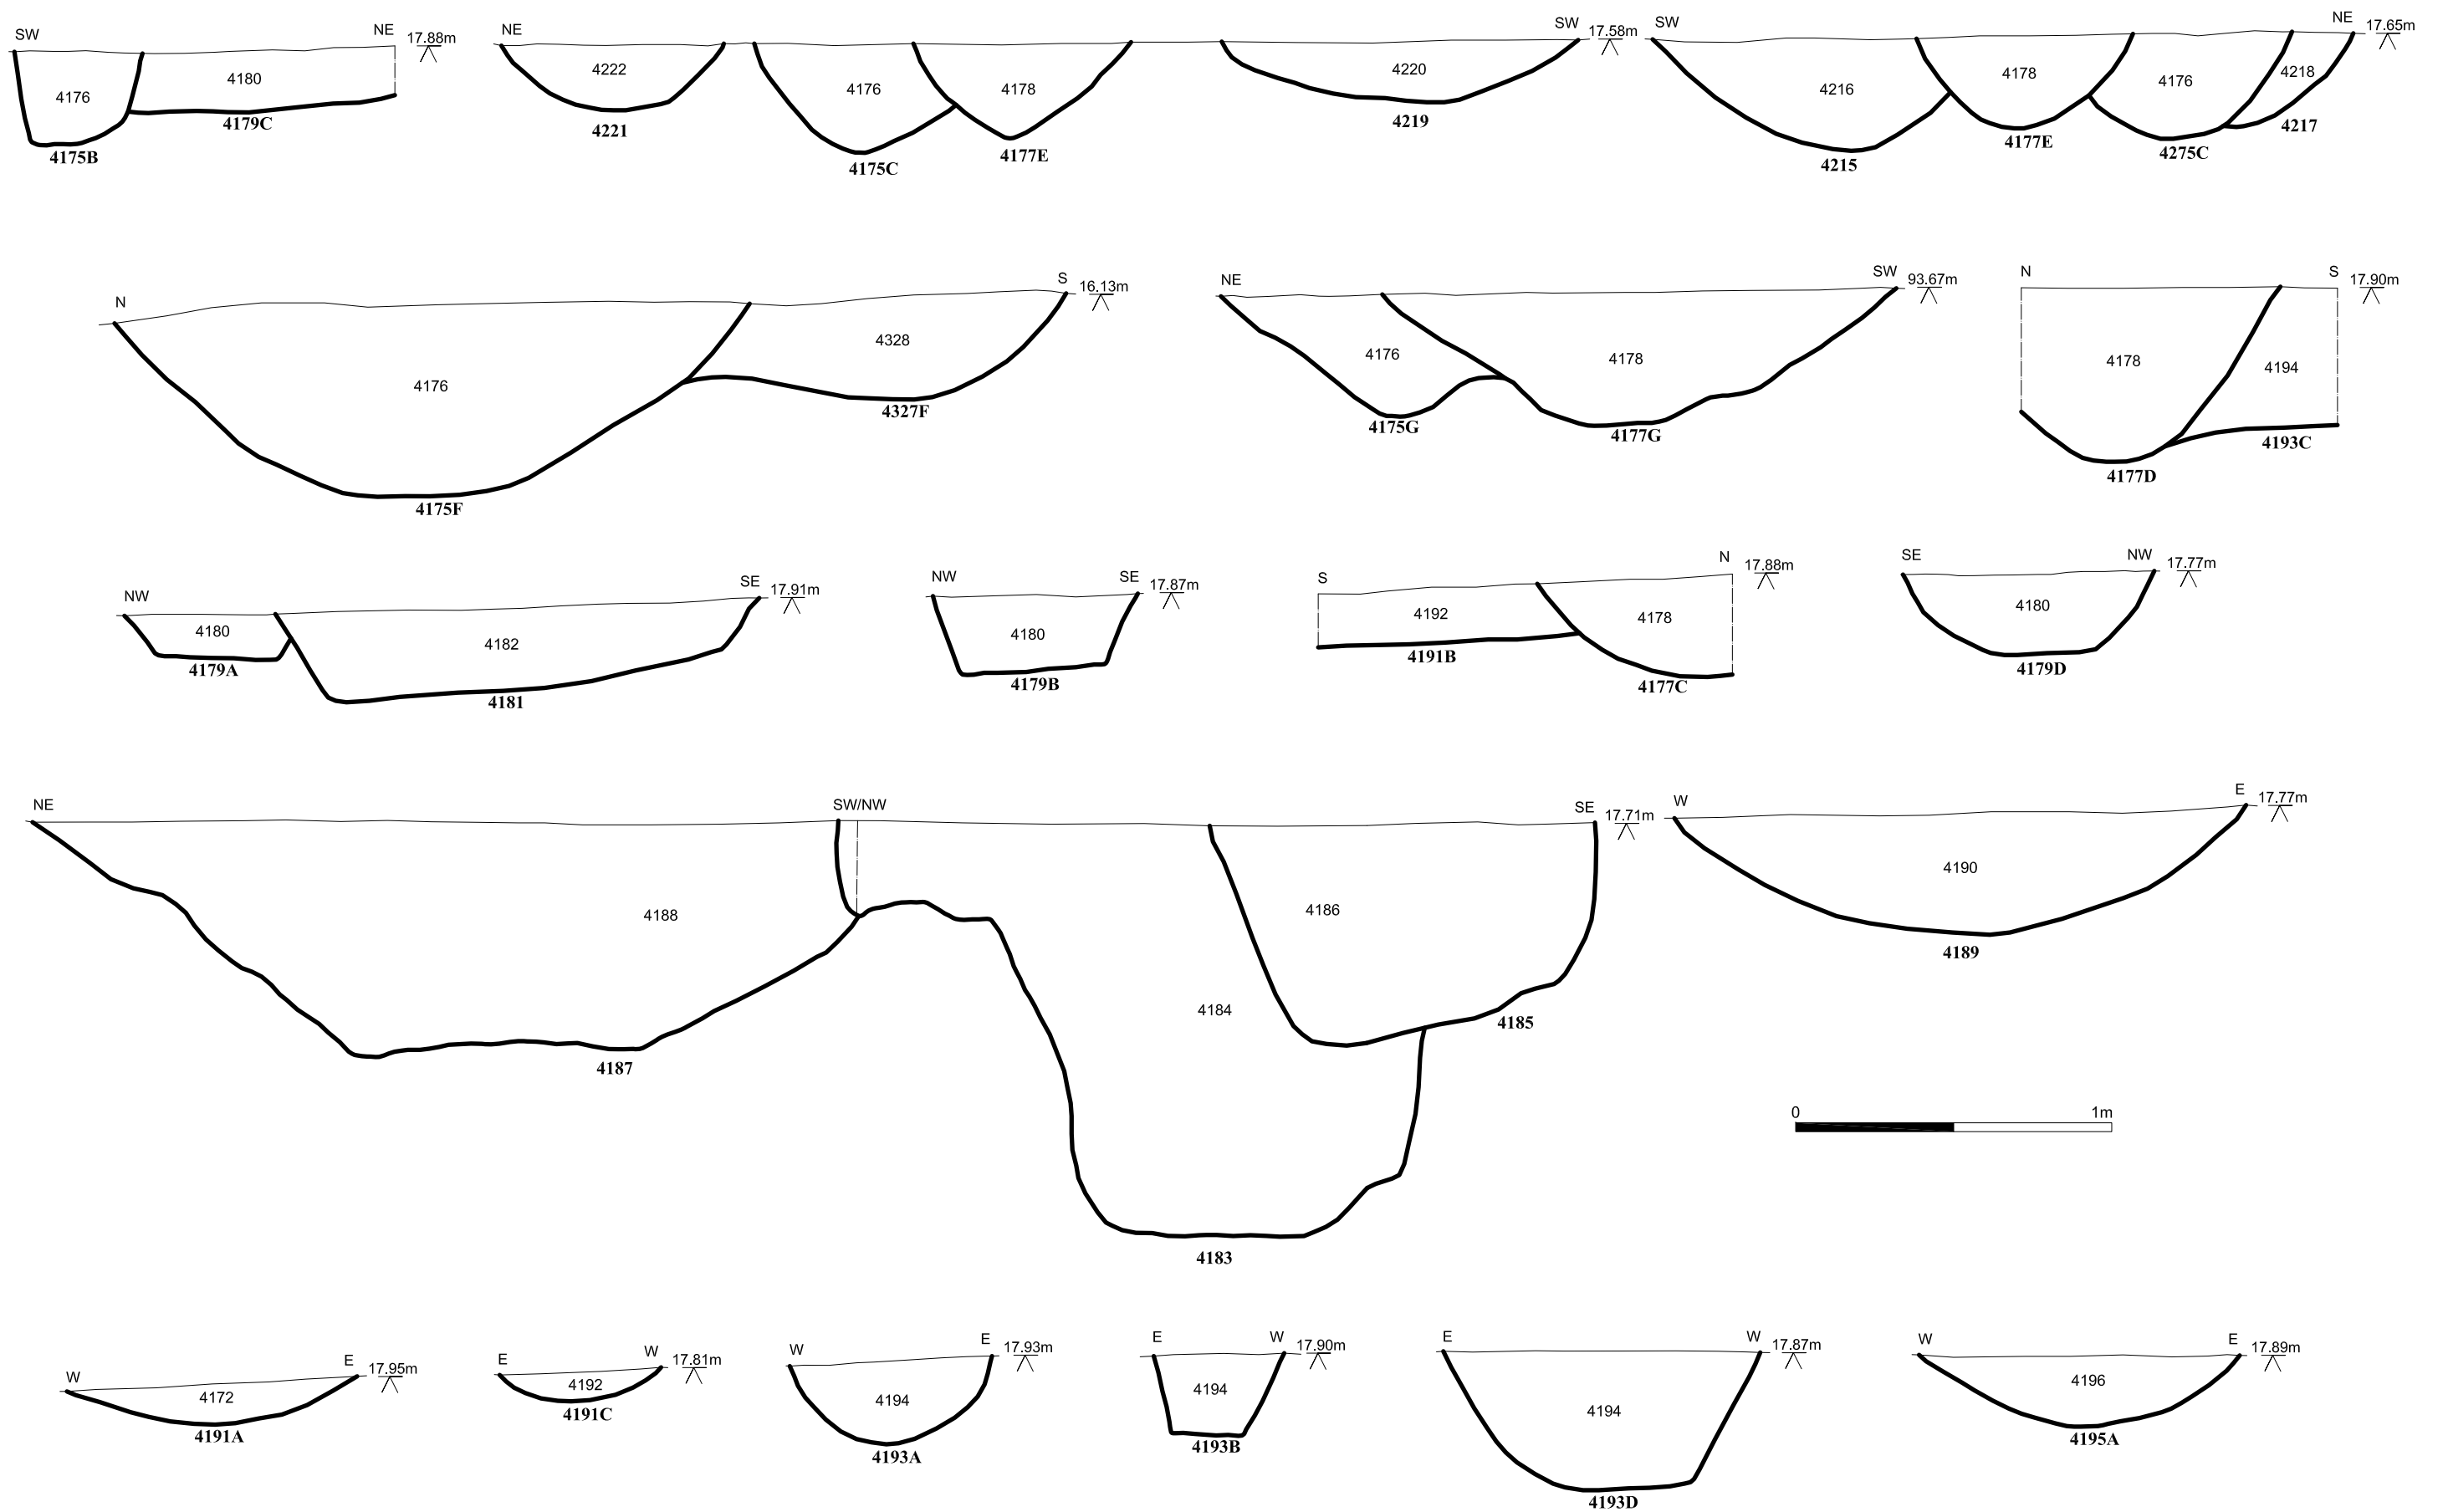 SW NE 17.88m
4176 4180
4175B 4179C
NE SW 17.58m
4222 4176 4178 4220
4221 4175C 4177E 4219
SW NE 17.65m
4216 4178 4176 4218
4215 4177E 4275C 4217
N S 16.13m
4176 4328
4175F 4327F
NE SW 93.67m
4176 4178
4175G 4177G
N S 17.90m
4178 4194
4177D 4193C
NW SE 17.91m
4180 4182
4179A 4181
NW SE 17.87m
4180
4179B
S N 17.88m
4192 4178
4191B 4177C
SE NW 17.77m
4180
4179D
NE SW/NW SE 17.71m
4188 4184 4186
4187 4183 4185
W E 17.77m
4190
4189
0 1m
W E 17.95m
4172
4191A
E W 17.81m
4192
4191C
W E 17.93m
4194
4193A
E W 17.90m
4194
4193B
E W 17.87m
4194
4193D
W E 17.89m
4196
4195A